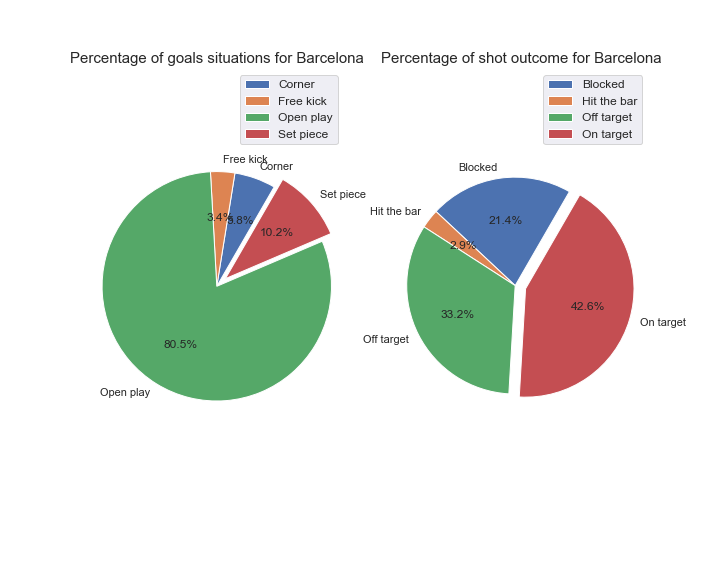 Percentage of goals situations for Barcelona
Corner
Free kick
Open play
Set piece
Free kick
Corner
Set piece
3.4%
5.8%
10.2%
80.5%
Open play
Percentage of shot outcome for Barcelona
Blocked
Hit the bar
Off target
On target
Blocked
Hit the bar
21.4%
2.9%
33.2%
42.6%
Off target
On target